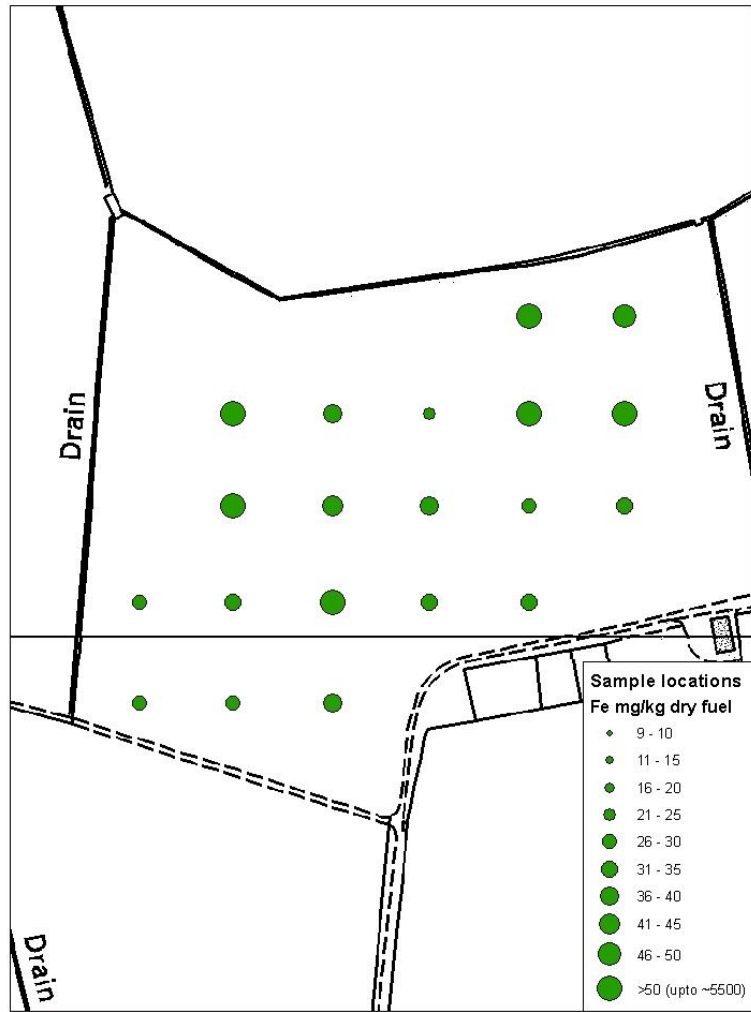 Drain
Drain
Sample locations
Fe mg/kg dry fuel
9 - 10
11 - 15
16 - 20
21 - 25
26 - 30
31 - 35
36 - 40
41 - 45
46 - 50
>50 (upto ~5500)
Drain